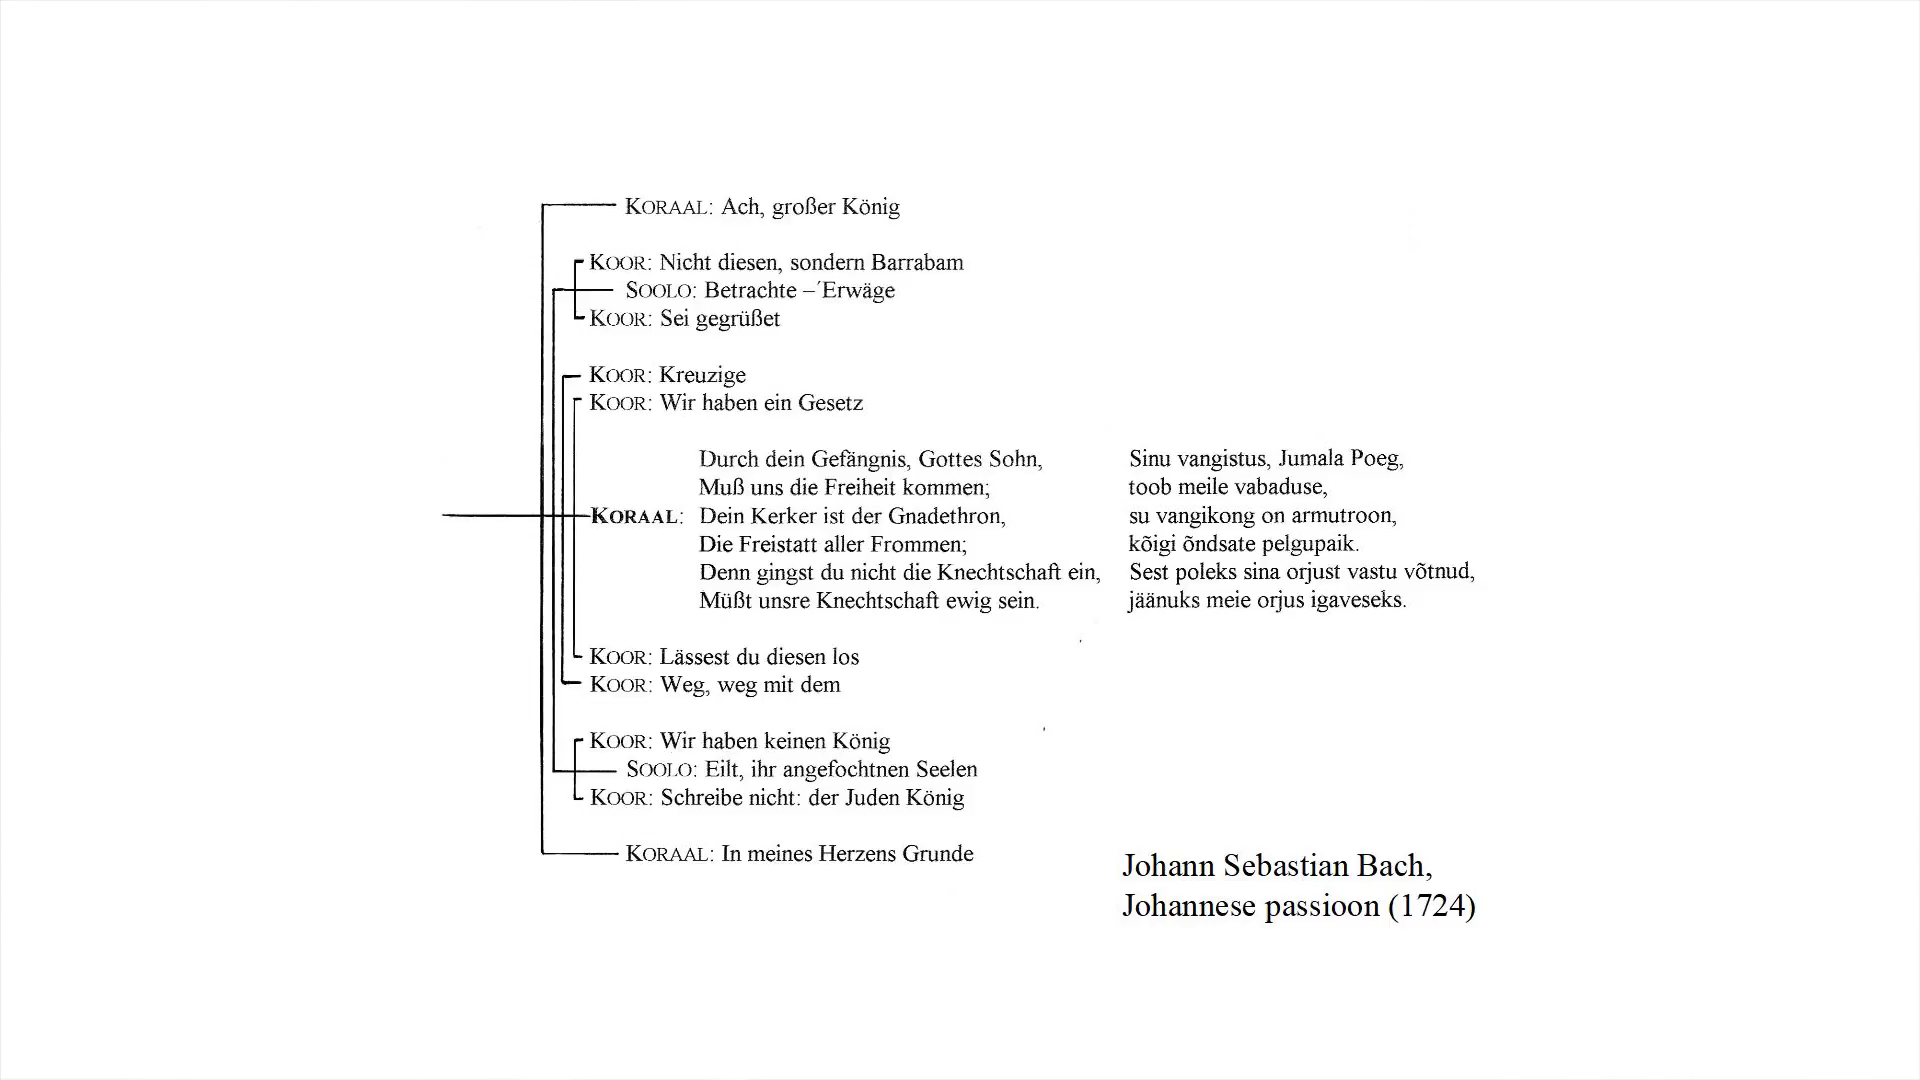 KORAAL: Ach, großer König
KOOR: Nicht diesen, sondern Barrabam
SOOLO: Betrachte –´Erwäge
KOOR: Sei gegrüßet
KOOR: Kreuzige
KOOR: Wir haben ein Gesetz
Durch dein Gefängnis, Gottes Sohn, Sinu vangistus, Jumala Poeg,
Muß uns die Freiheit kommen; toob meile vabaduse,
KORAAL: Dein Kerker ist der Gnadethron, su vangikong on armutroon,
Die Freistatt aller Frommen; kõigi õndsate pelgupaik.
Denn gingst du nicht die Knechtschaft ein, Sest poleks sina orjust vastu võtnud,
Müßt unsre Knechtschaft ewig sein. jäänuks meie orjus igaveseks.
KOOR: Lässest du diesen los
KOOR: Weg, weg mit dem
KOOR: Wir haben keinen König
SOOLO: Eilt, ihr angefochtnen Seelen
KOOR: Schreibe nicht: der Juden König
KORAAL: In meines Herzens Grunde
Johann Sebastian Bach,
Johannese passioon (1724)